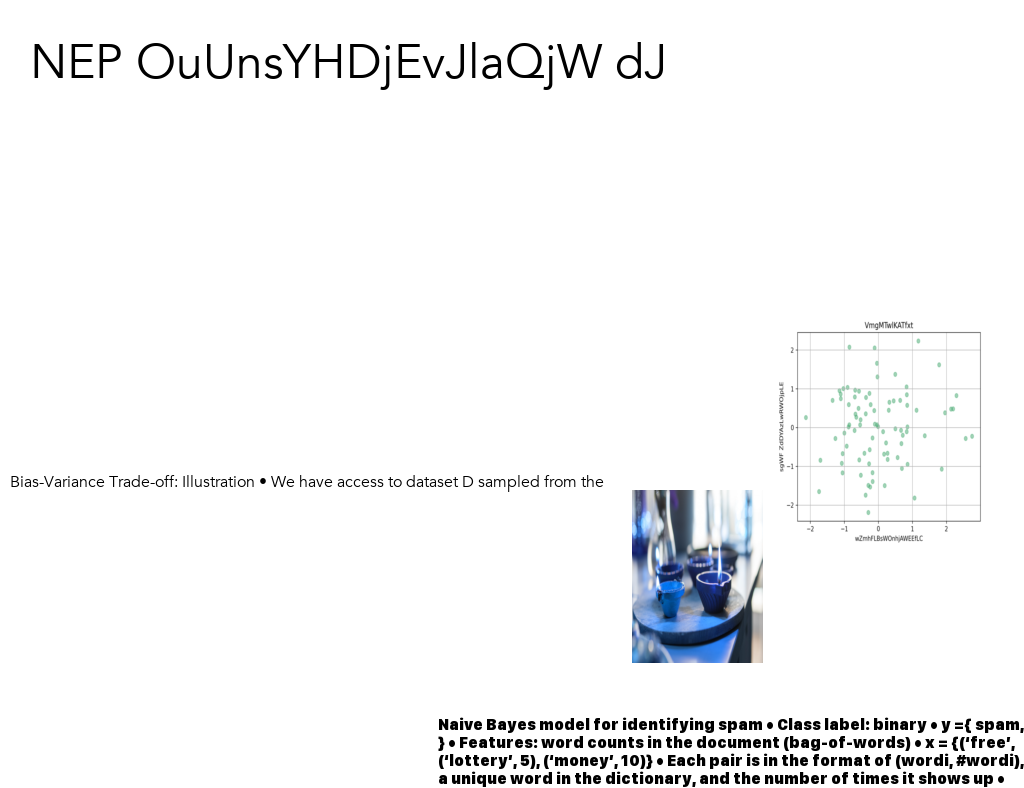 NEP OuUnsYHDjEvJlaQjW dJ
VmgMTwlKATfxt
2
1
0
−1
−2
sgWF ZdDYAzLwRWOjpLE
−2 −1 0 1 2
wZmhFLBsWOnhjAWEEfLC
Bias-Variance Trade-off: Illustration • We have access to dataset D sampled from the
Naive Bayes model for identifying spam • Class label: binary • y ={ spam,
} • Features: word counts in the document (bag-of-words) • x = {(‘free’,
(‘lottery’, 5), (‘money’, 10)} • Each pair is in the format of (wordi, #wordi),
a unique word in the dictionary, and the number of times it shows up •